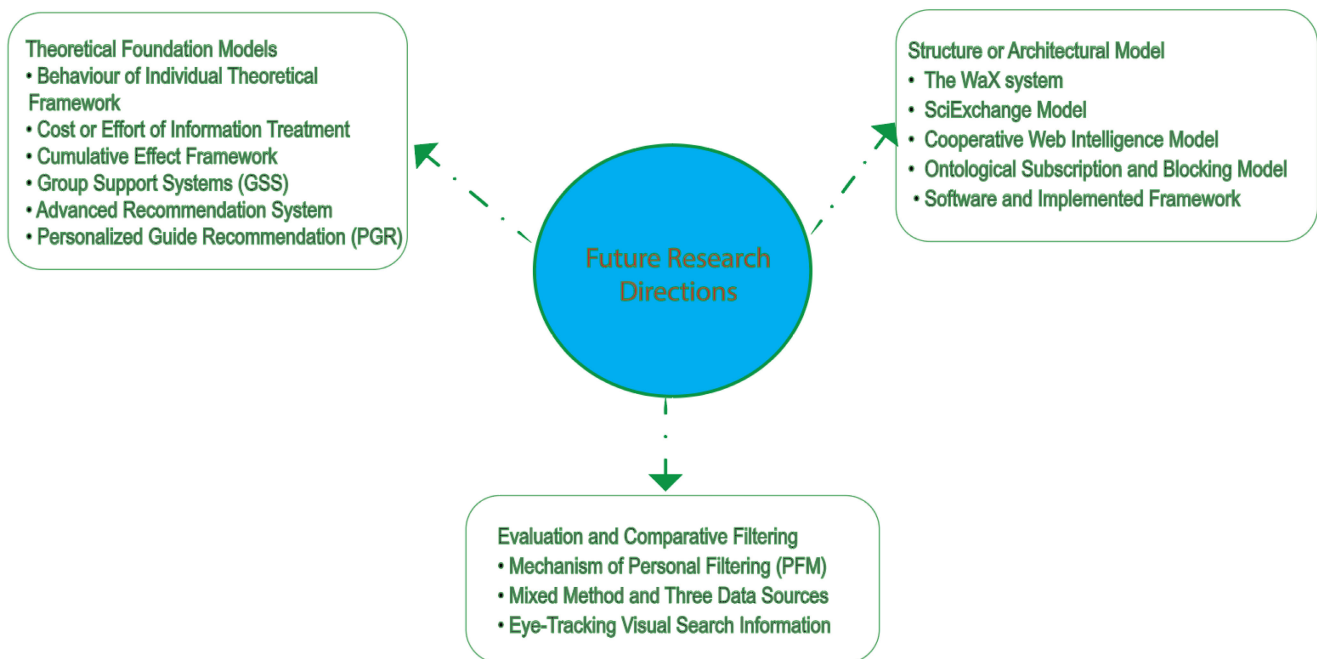 Theoretical Foundation Models
• Behaviour of Individual Theoretical
Framework
• Cost or Effort of Information Treatment
• Cumulative Effect Framework
• Group Support Systems (GSS)
• Advanced Recommendation System
• Personalized Guide Recommendation (PGR)
Structure or Architectural Model
• The WaX system
• SciExchange Model
• Cooperative Web Intelligence Model
• Ontological Subscription and Blocking Model
• Software and Implemented Framework
Future Research
Directions
Evaluation and Comparative Filtering
• Mechanism of Personal Filtering (PFM)
• Mixed Method and Three Data Sources
• Eye-Tracking Visual Search Information